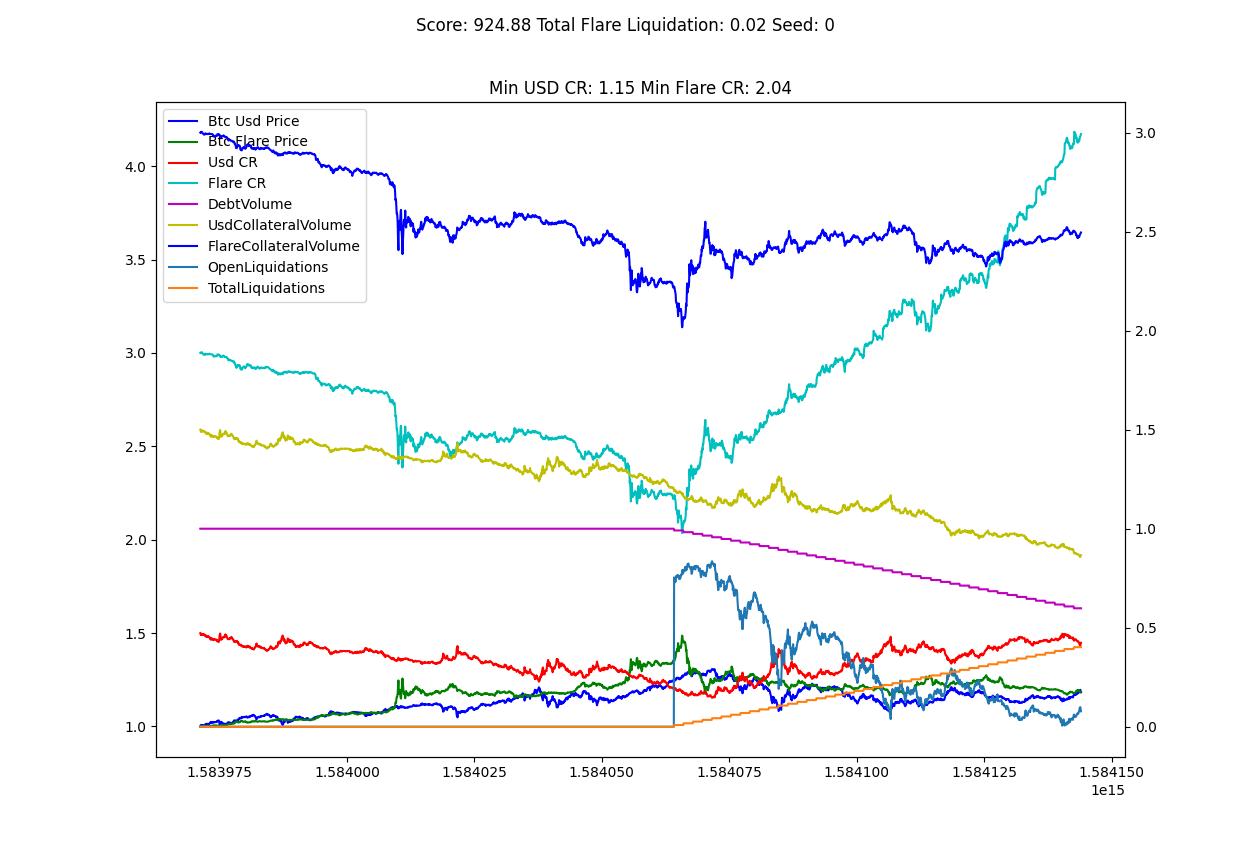 Score: 924.88 Total Flare Liquidation: 0.02 Seed: 0
Min USD CR: 1.15 Min Flare CR: 2.04
Btc Usd Price
Btc Flare Price
Usd CR
Flare CR
DebtVolume
UsdCollateralVolume
FlareCollateralVolume
OpenLiquidations
TotalLiquidations
4.0
3.5
3.0
2.5
2.0
1.5
1.0
3.0
2.5
2.0
1.5
1.0
0.5
0.0
1.583975 1.584000 1.584025 1.584050 1.584075 1.584100 1.584125 1.584150
1e15